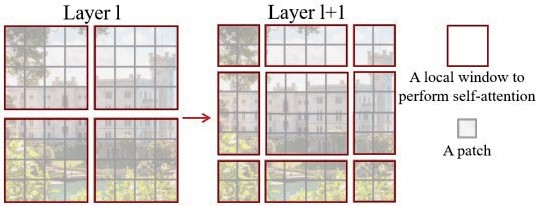 Layer l
Layer l+1
A local window to
perform self-attention
A patch